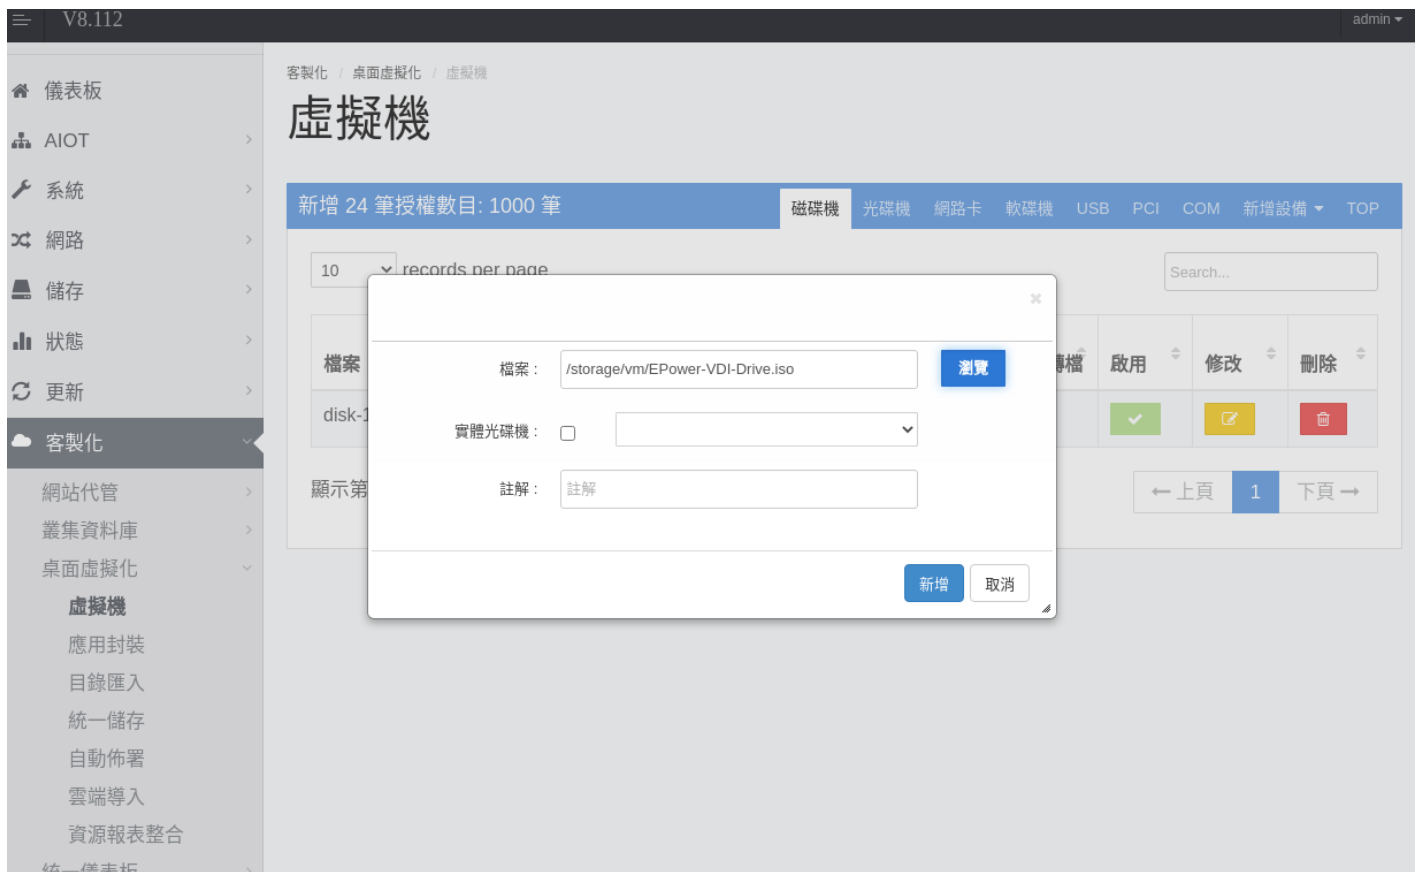 V8.112
admin
儀表板
AIOT
系統
網路
儲存
狀態
更新
客製化
網站代管
叢集資料庫
桌面虛擬化
虛擬機
應用封裝
目錄匯入
統一儲存
自動佈署
雲端導入
資源報表整合
統一儀表板
客製化 / 桌面虛擬化 / 虛擬機
虛擬機
新增 24 筆授權數目: 1000 筆
磁碟機 光碟機 網路卡 軟碟機 USB PCI COM 新增設備 TOP
10 records per page
Search...
檔案 轉檔 啟用 修改 刪除
disk-1
顯示第
←上頁 1 下頁→
×
檔案 : /storage/vm/EPower-VDI-Drive.iso 瀏覽
實體光碟機 :
註解 : 註解
新增 取消